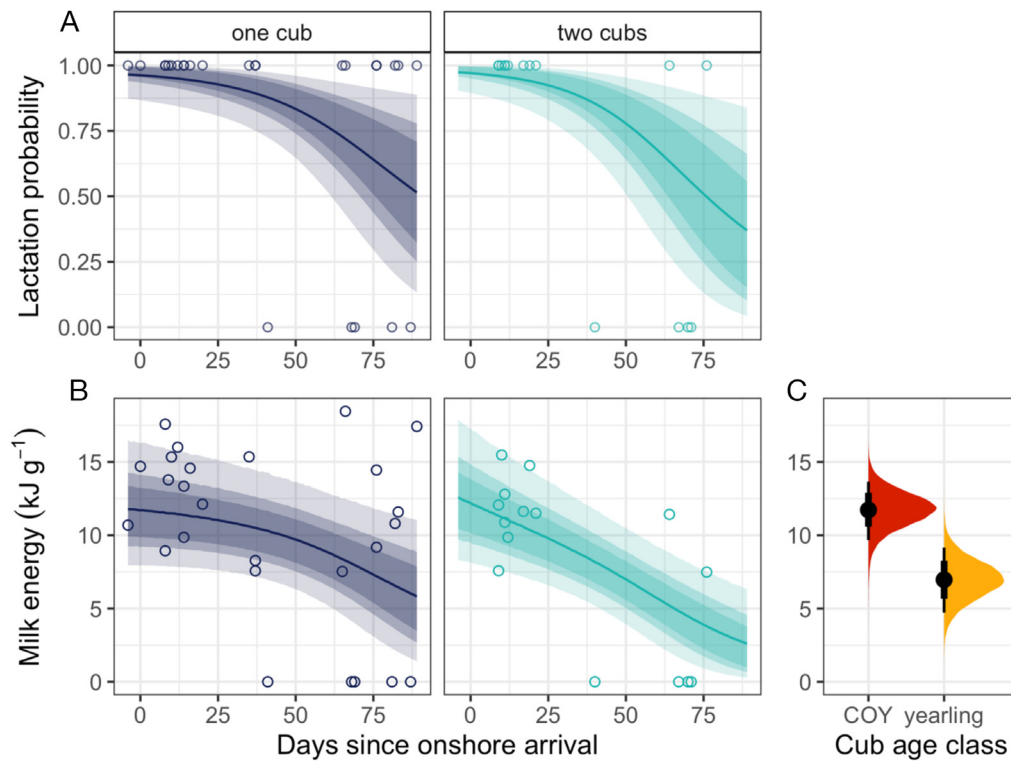 A
one cub
two cubs
Lactation probability
1.00
0.75
0.50
0.25
0.00
0 25 50 75
0 25 50 75
B
C
Milk energy (kJ g⁻¹)
15
10
5
0
15
10
5
0
0 25 50 75
0 25 50 75
COY yearling
Days since onshore arrival
Cub age class